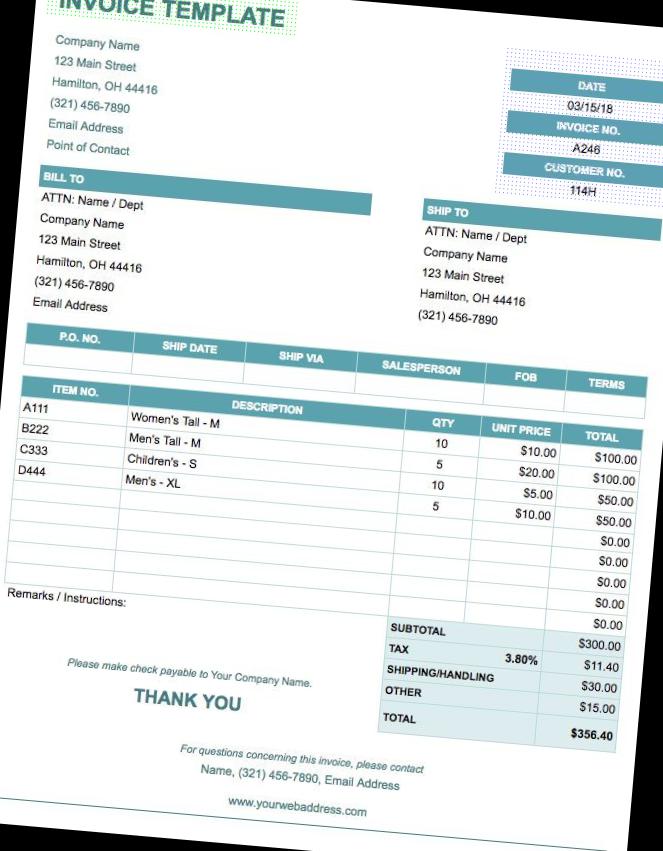 INVOICE TEMPLATE
Company Name
123 Main Street
Hamilton, OH 44416
(321) 456-7890
Email Address
Point of Contact
DATE
03/15/18
INVOICE NO.
A246
CUSTOMER NO.
114H
BILL TO
ATTN: Name / Dept
Company Name
123 Main Street
Hamilton, OH 44416
(321) 456-7890
Email Address
SHIP TO
ATTN: Name / Dept
Company Name
123 Main Street
Hamilton, OH 44416
(321) 456-7890
P.O. NO. SHIP DATE SHIP VIA SALESPERSON FOB TERMS
ITEM NO. DESCRIPTION QTY UNIT PRICE TOTAL
A111 Women's Tall - M 10 $10.00 $100.00
B222 Men's Tall - M 5 $20.00 $100.00
C333 Children's - S 10 $5.00 $50.00
D444 Men's - XL 5 $10.00 $50.00
$0.00
$0.00
$0.00
$0.00
$0.00
Remarks / Instructions:
SUBTOTAL $300.00
TAX 3.80% $11.40
SHIPPING/HANDLING $30.00
OTHER $15.00
TOTAL $356.40
Please make check payable to Your Company Name.
THANK YOU
For questions concerning this invoice, please contact
Name, (321) 456-7890, Email Address
www.yourwebaddress.com